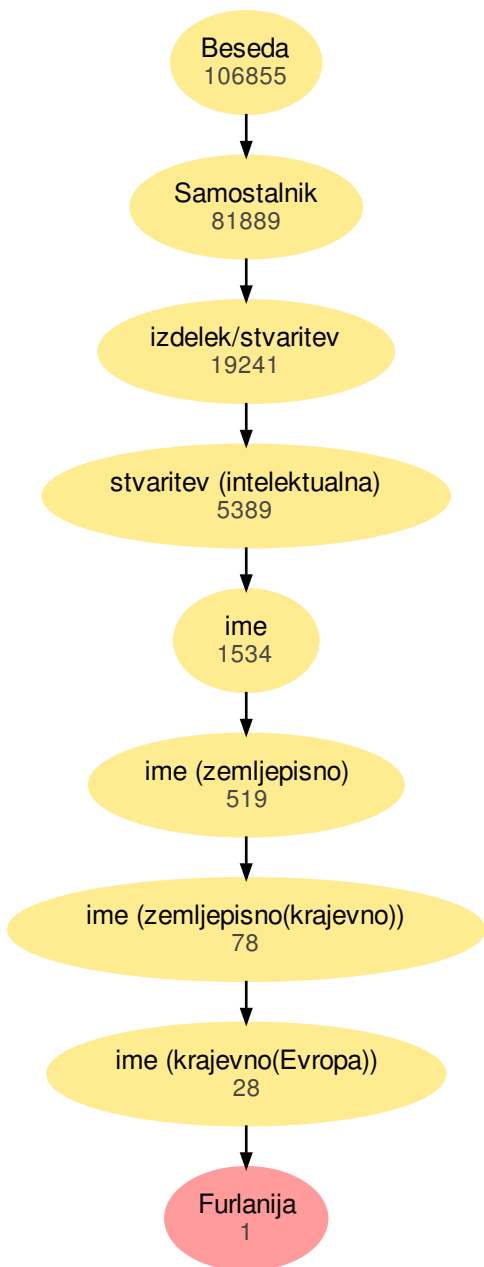 Beseda
106855
Samostalnik
81889
izdelek/stvaritev
19241
stvaritev (intelektualna)
5389
ime
1534
ime (zemljepisno)
519
ime (zemljepisno(krajevno))
78
ime (krajevno(Evropa))
28
Furlanija
1